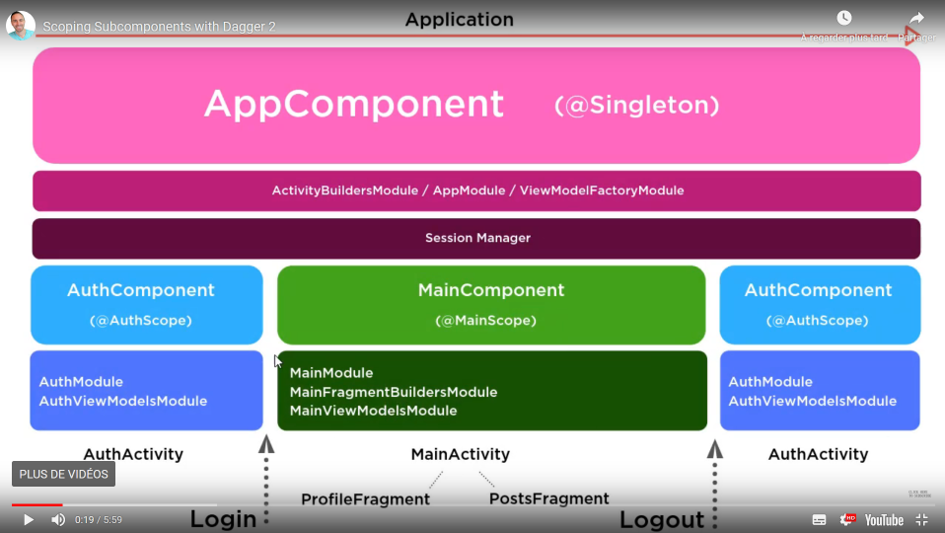 Scoping Subcomponents with Dagger 2
Application
À regarder plus tard
Partager
AppComponent (@Singleton)
ActivityBuildersModule / AppModule / ViewModelFactoryModule
Session Manager
AuthComponent
(@AuthScope)
MainComponent
(@MainScope)
AuthComponent
(@AuthScope)
AuthModule
AuthViewModelsModule
MainModule
MainFragmentBuildersModule
MainViewModelsModule
AuthModule
AuthViewModelsModule
AuthActivity
MainActivity
AuthActivity
PLUS DE VIDÉOS
ProfileFragment
PostsFragment
Login
Logout
0:19 / 5:59
HD
YouTube